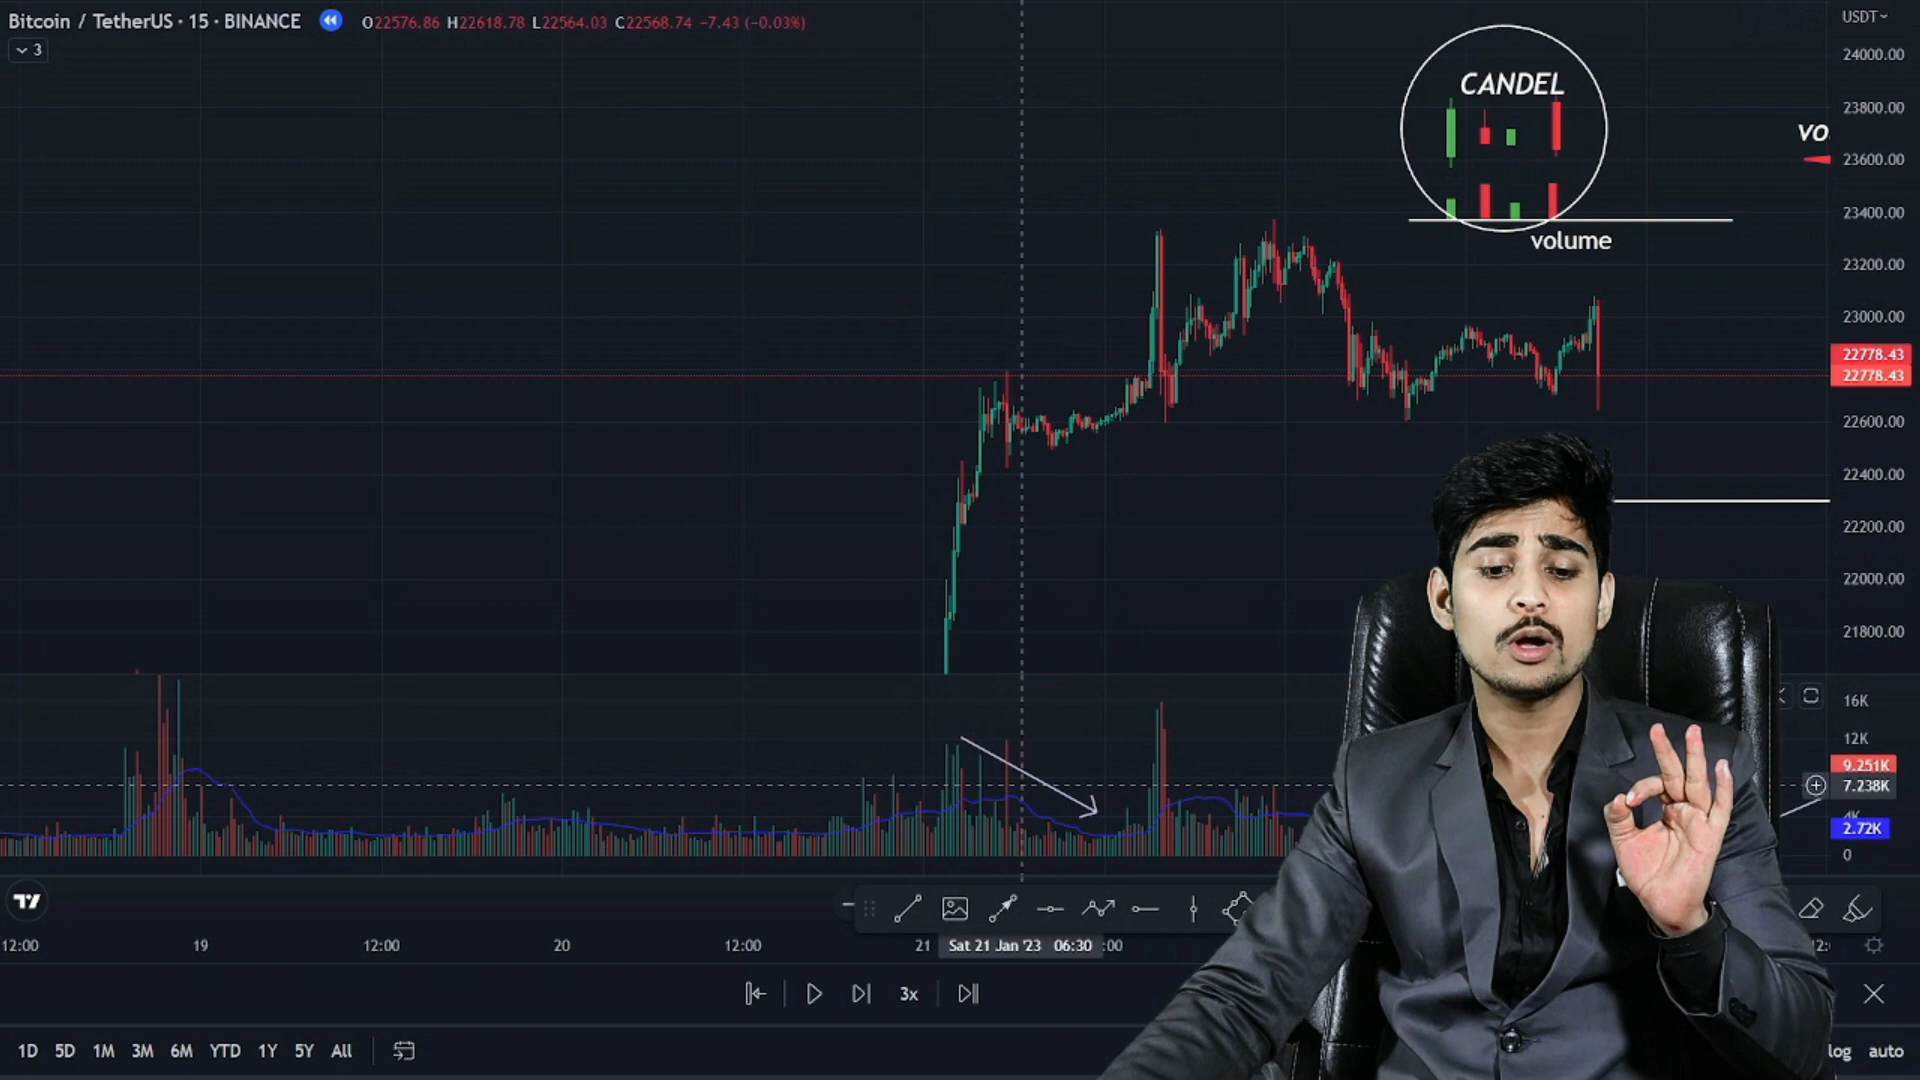 Bitcoin / TetherUS · 15 · BINANCE O22576.86 H22618.78 L22564.03 C22568.74 -7.43 (-0.03%)
USDT
3
24000.00
CANDEL
23800.00
VO
23600.00
23400.00
volume
23200.00
23000.00
22778.43
22778.43
22600.00
22400.00
22200.00
22000.00
21800.00
16K
12K
9.251K
7.238K
4K
2.72K
0
12:00 19 12:00 20 12:00 21 Sat 21 Jan '23 06:30 :00 12:
3x
1D 5D 1M 3M 6M YTD 1Y 5Y All log auto